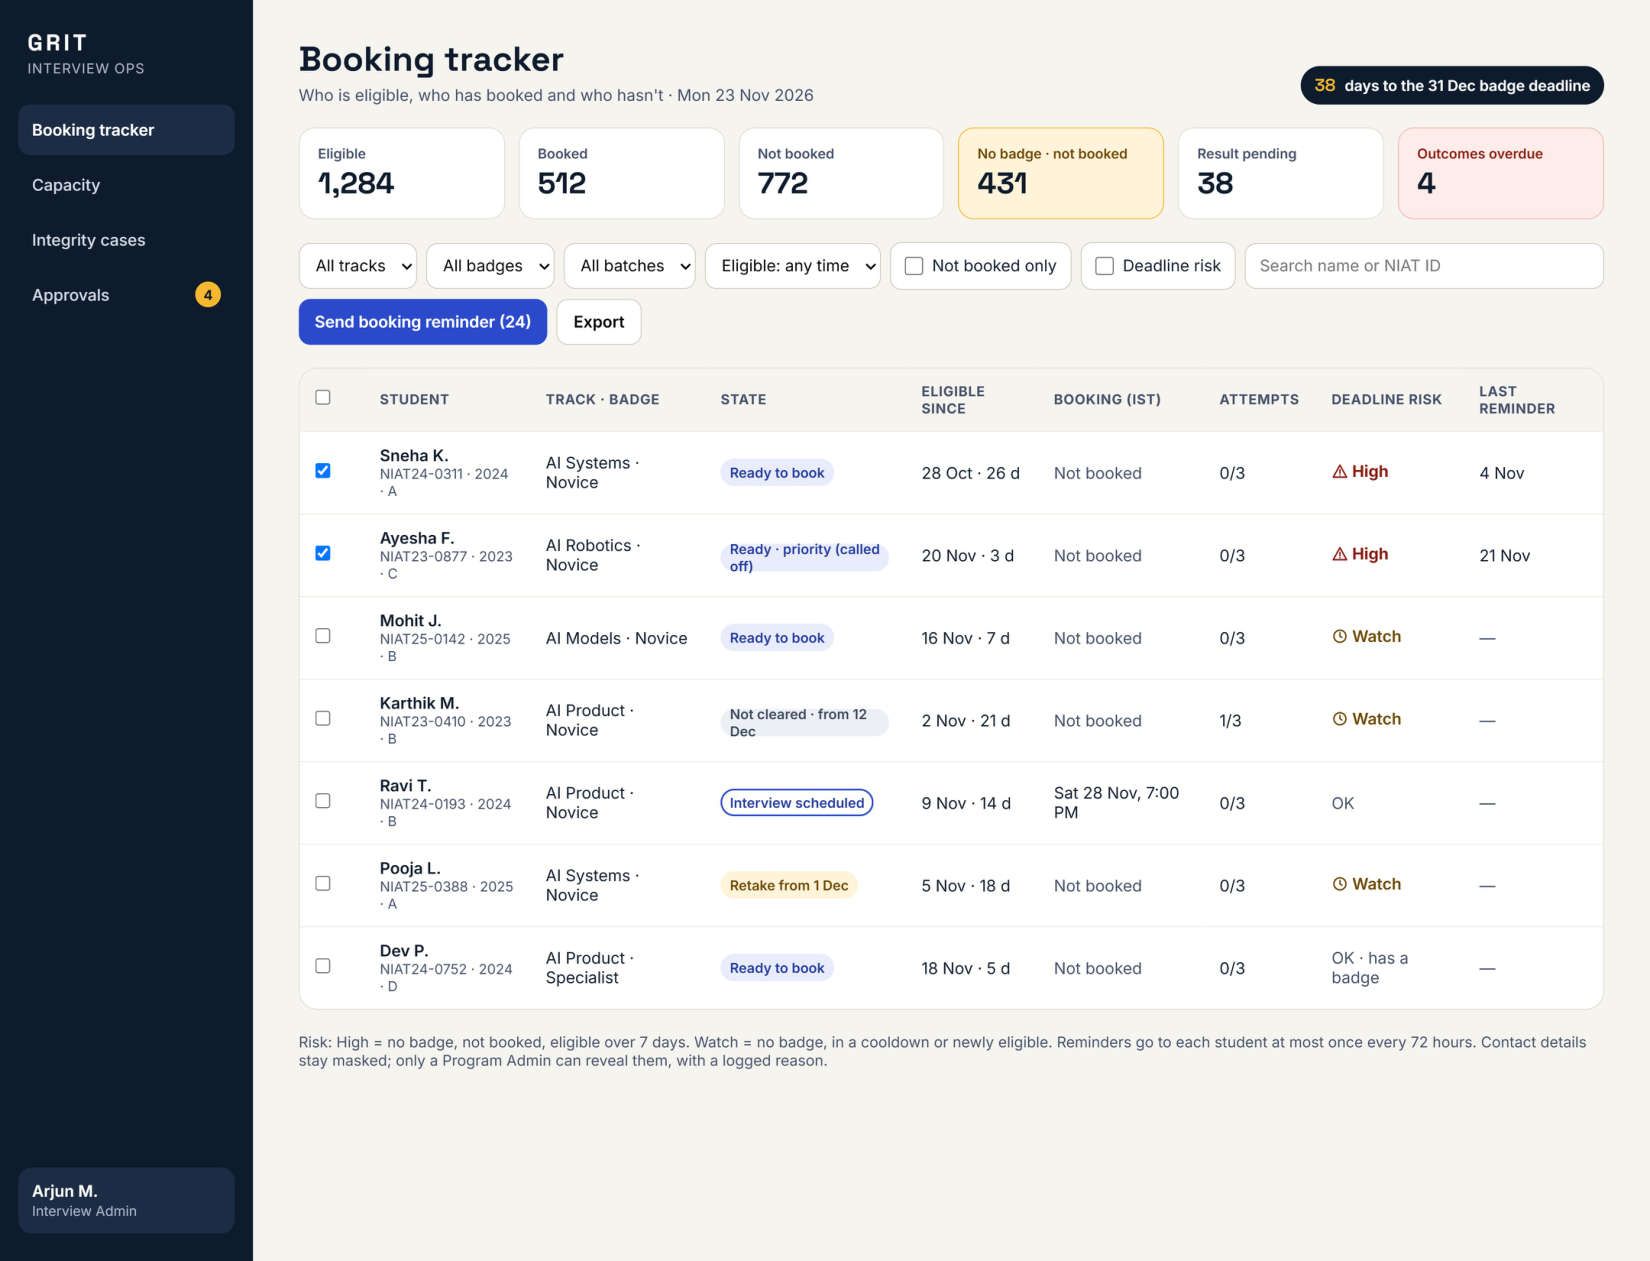 GRIT
INTERVIEW OPS
Booking tracker
Capacity
Integrity cases
Approvals 4
Arjun M.
Interview Admin
Booking tracker
Who is eligible, who has booked and who hasn't · Mon 23 Nov 2026
38 days to the 31 Dec badge deadline
Eligible
1,284
Booked
512
Not booked
772
No badge · not booked
431
Result pending
38
Outcomes overdue
4
All tracks
All badges
All batches
Eligible: any time
Not booked only
Deadline risk
Search name or NIAT ID
Send booking reminder (24)
Export
STUDENT
TRACK · BADGE
STATE
ELIGIBLE
SINCE
BOOKING (IST)
ATTEMPTS
DEADLINE RISK
LAST
REMINDER
Sneha K.
NIAT24-0311 · 2024
· A
AI Systems ·
Novice
Ready to book
28 Oct · 26 d
Not booked
0/3
High
4 Nov
Ayesha F.
NIAT23-0877 · 2023
· C
AI Robotics ·
Novice
Ready · priority (called
off)
20 Nov · 3 d
Not booked
0/3
High
21 Nov
Mohit J.
NIAT25-0142 · 2025
· B
AI Models · Novice
Ready to book
16 Nov · 7 d
Not booked
0/3
Watch
—
Karthik M.
NIAT23-0410 · 2023
· B
AI Product ·
Novice
Not cleared · from 12
Dec
2 Nov · 21 d
Not booked
1/3
Watch
—
Ravi T.
NIAT24-0193 · 2024
· B
AI Product ·
Novice
Interview scheduled
9 Nov · 14 d
Sat 28 Nov, 7:00
PM
0/3
OK
—
Pooja L.
NIAT25-0388 · 2025
· A
AI Systems ·
Novice
Retake from 1 Dec
5 Nov · 18 d
Not booked
0/3
Watch
—
Dev P.
NIAT24-0752 · 2024
· D
AI Product ·
Specialist
Ready to book
18 Nov · 5 d
Not booked
0/3
OK · has a
badge
—
Risk: High = no badge, not booked, eligible over 7 days. Watch = no badge, in a cooldown or newly eligible. Reminders go to each student at most once every 72 hours. Contact details
stay masked; only a Program Admin can reveal them, with a logged reason.